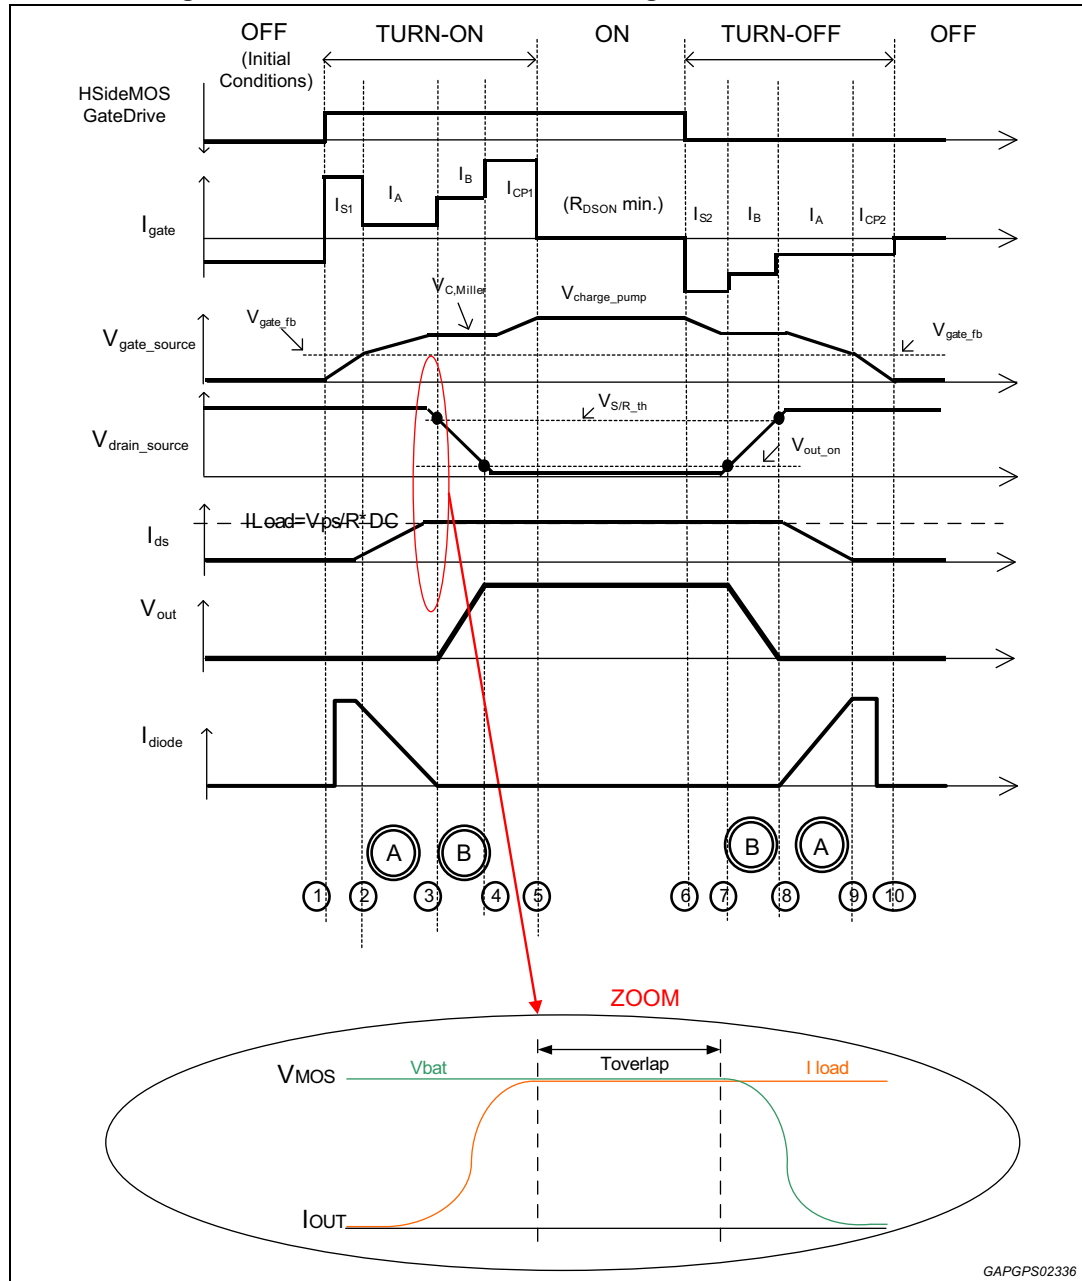 OFF TURN-ON ON TURN-OFF OFF
(Initial
Conditions)
HSideMOS
GateDrive
I_gate
I_S1 I_A I_B I_CP1 (R_DSON min.) I_S2 I_B I_A I_CP2
V_gate_source
V_gate_fb V_C,Miller V_charge_pump V_gate_fb
V_drain_source
V_S/R_th
V_out_on
I_ds
ILoad=Vps/R*DC
V_out
I_diode
A B B A
1 2 3 4 5 6 7 8 9 10
ZOOM
VMOS Vbat Toverlap I load
IOUT
GAPGPS02336